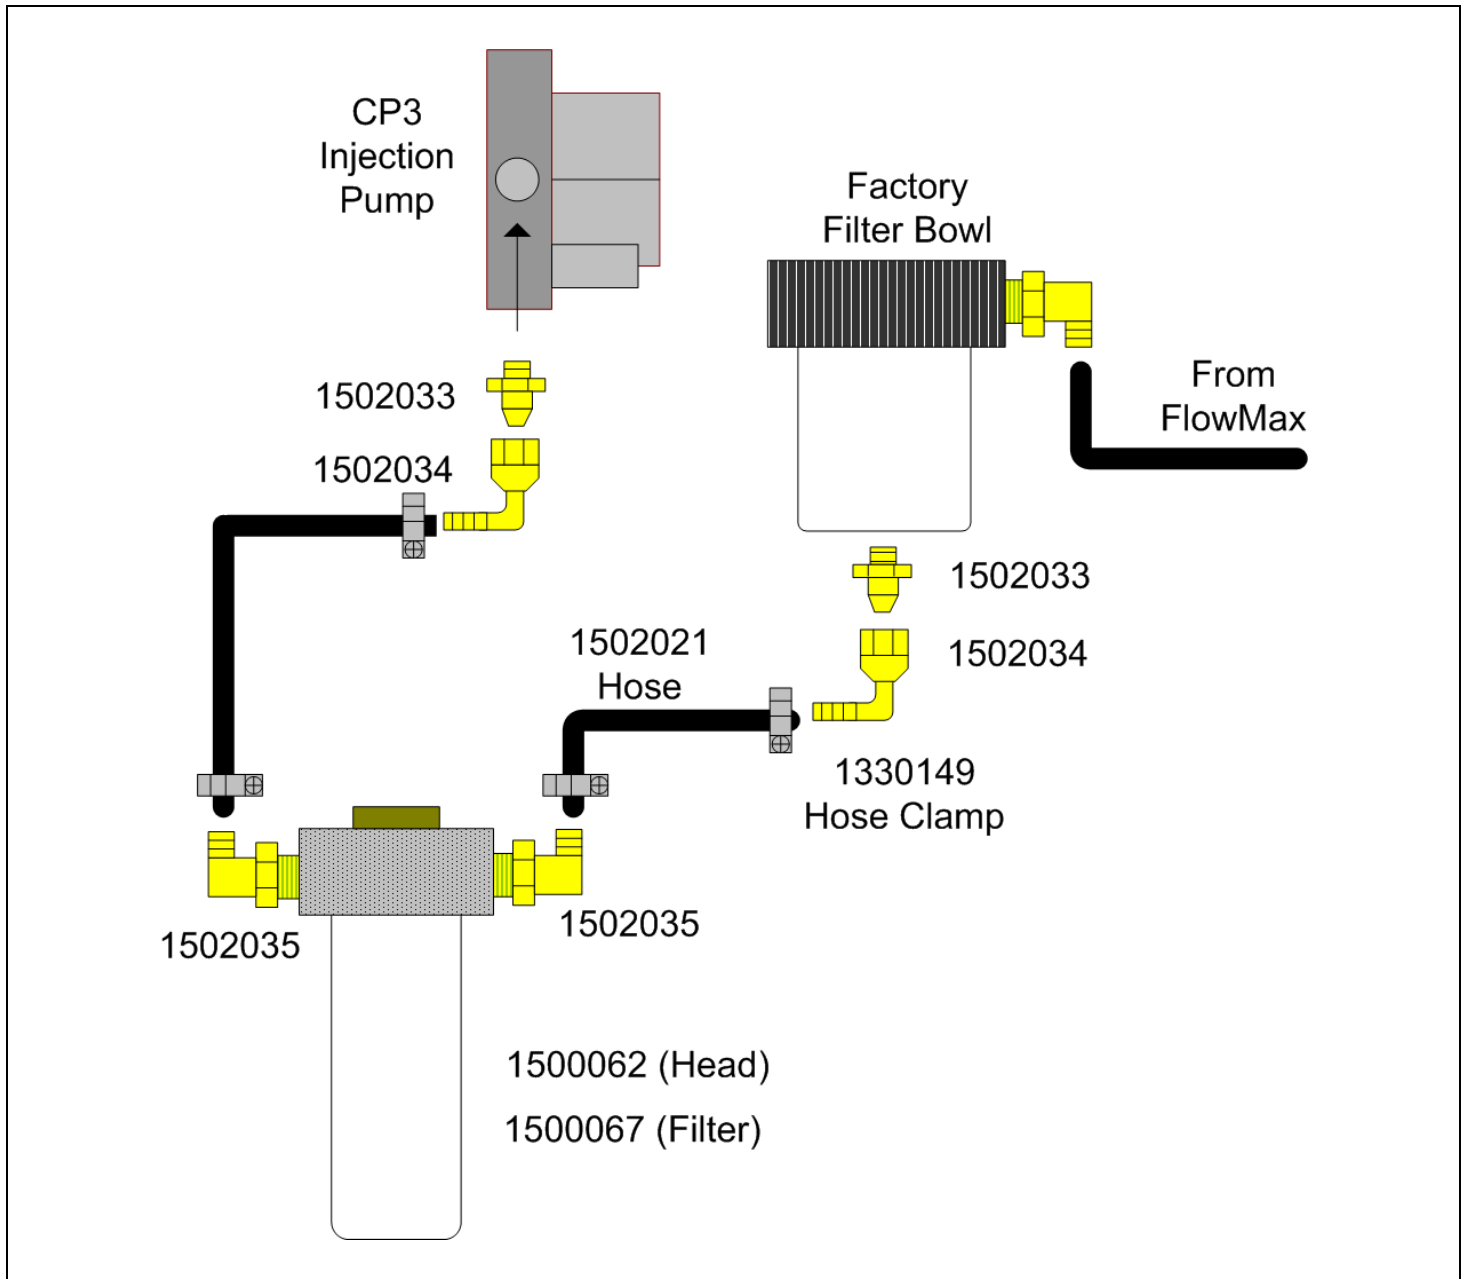 CP3
Injection
Pump
Factory
Filter Bowl
From
FlowMax
1502033
1502034
1502033
1502034
1502021
Hose
1330149
Hose Clamp
1502035
1502035
1500062 (Head)
1500067 (Filter)